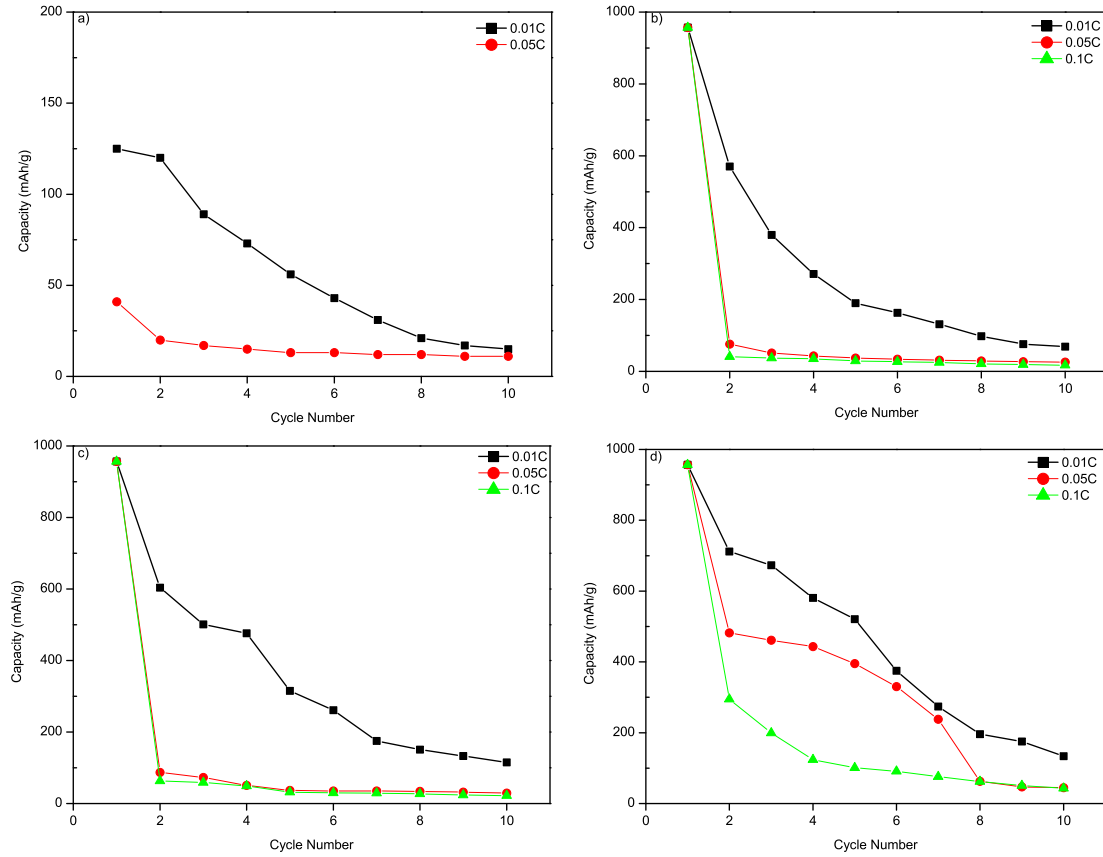 a)
0.01C
0.05C
200
150
100
50
0
Capacity (mAh/g)
0 2 4 6 8 10
Cycle Number
b)
0.01C
0.05C
0.1C
1000
800
600
400
200
0
Capacity (mAh/g)
0 2 4 6 8 10
Cycle Number
c)
0.01C
0.05C
0.1C
1000
800
600
400
200
0
Capacity (mAh/g)
0 2 4 6 8 10
Cycle Number
d)
0.01C
0.05C
0.1C
1000
800
600
400
200
0
Capacity (mAh/g)
0 2 4 6 8 10
Cycle Number